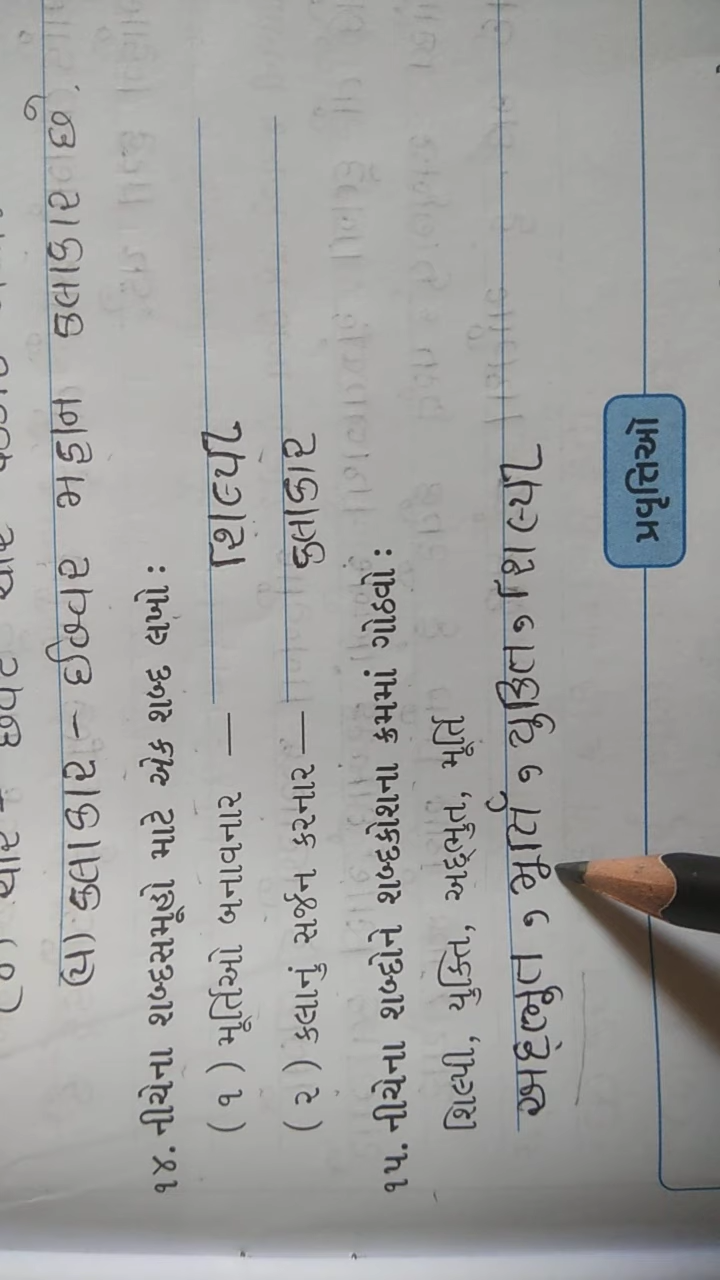 (૫) કલાકાર - ઈશ્વર મહાન કલાકાર છે.
૧૪. નીચેના શબ્દસમૂહો માટે એક શબ્દ લખો :
(૧) મૂર્તિઓ બનાવનાર — શિલ્પી
(૨) કલાનું સર્જન કરનાર — કલાકાર
૧૫. નીચેના શબ્દોને શબ્દકોશના ક્રમમાં ગોઠવો :
શિલ્પી, યુક્તિ, અદ્ભુત, મૂર્તિ
અદ્ભુત, મૂર્તિ, યુક્તિ, શિલ્પી
પ્રવૃત્તિઓ